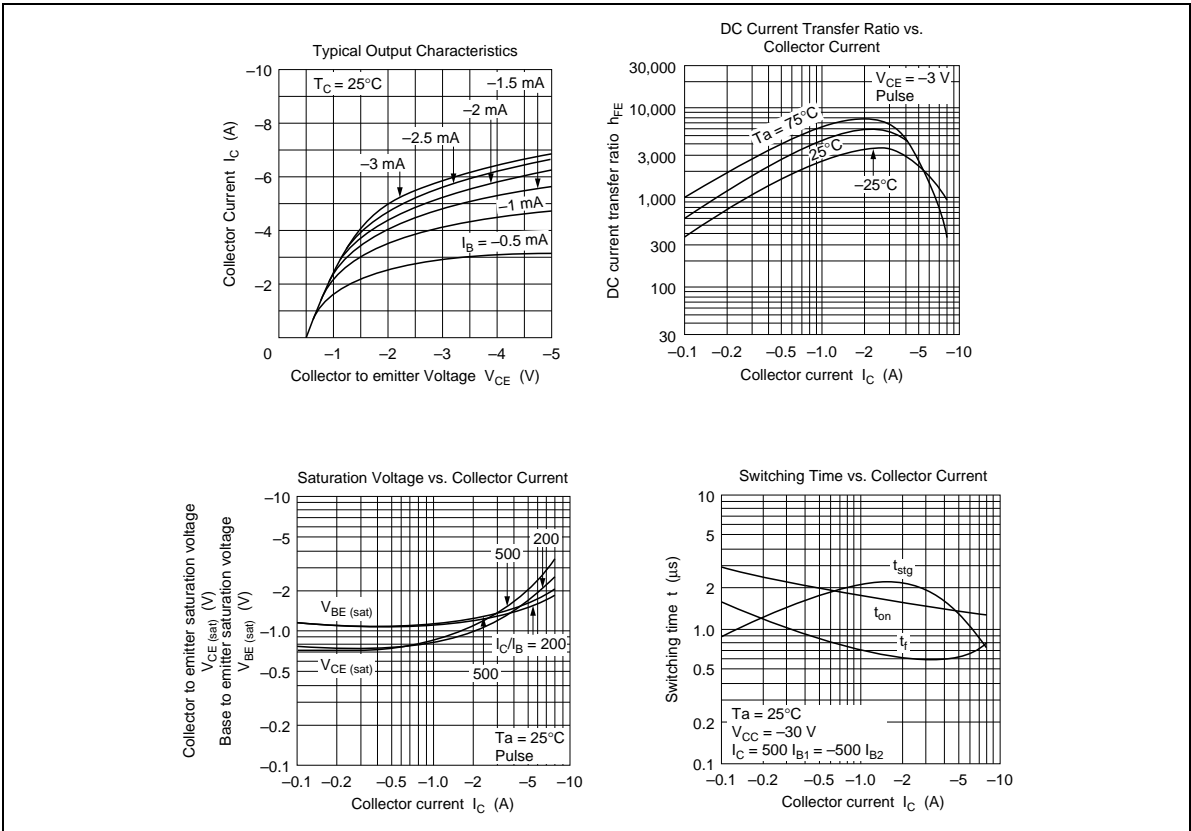 Typical Output Characteristics
–10
–8
–6
–4
–2
0
–1
–2
–3
–4
–5
Collector Current I_C (A)
Collector to emitter Voltage V_CE (V)
T_C = 25°C
–1.5 mA
–2 mA
–2.5 mA
–3 mA
–1 mA
I_B = –0.5 mA
DC Current Transfer Ratio vs.
Collector Current
30,000
10,000
3,000
1,000
300
100
30
–0.1
–0.2
–0.5
–1.0
–2
–5
–10
DC current transfer ratio h_FE
Collector current I_C (A)
V_CE = –3 V
Pulse
Ta = 75°C
25°C
–25°C
Saturation Voltage vs. Collector Current
–10
–5
–2
–1.0
–0.5
–0.2
–0.1
–0.1
–0.2
–0.5
–1.0
–2
–5
–10
Collector to emitter saturation voltage
V_CE (sat) (V)
Base to emitter saturation voltage
V_BE (sat) (V)
Collector current I_C (A)
200
500
V_BE (sat)
I_C/I_B = 200
V_CE (sat)
500
Ta = 25°C
Pulse
Switching Time vs. Collector Current
10
5
2
1.0
0.5
0.2
0.1
–0.1
–0.2
–0.5
–1.0
–2
–5
–10
Switching time t (µs)
Collector current I_C (A)
t_stg
t_on
t_f
Ta = 25°C
V_CC = –30 V
I_C = 500 I_B1 = –500 I_B2